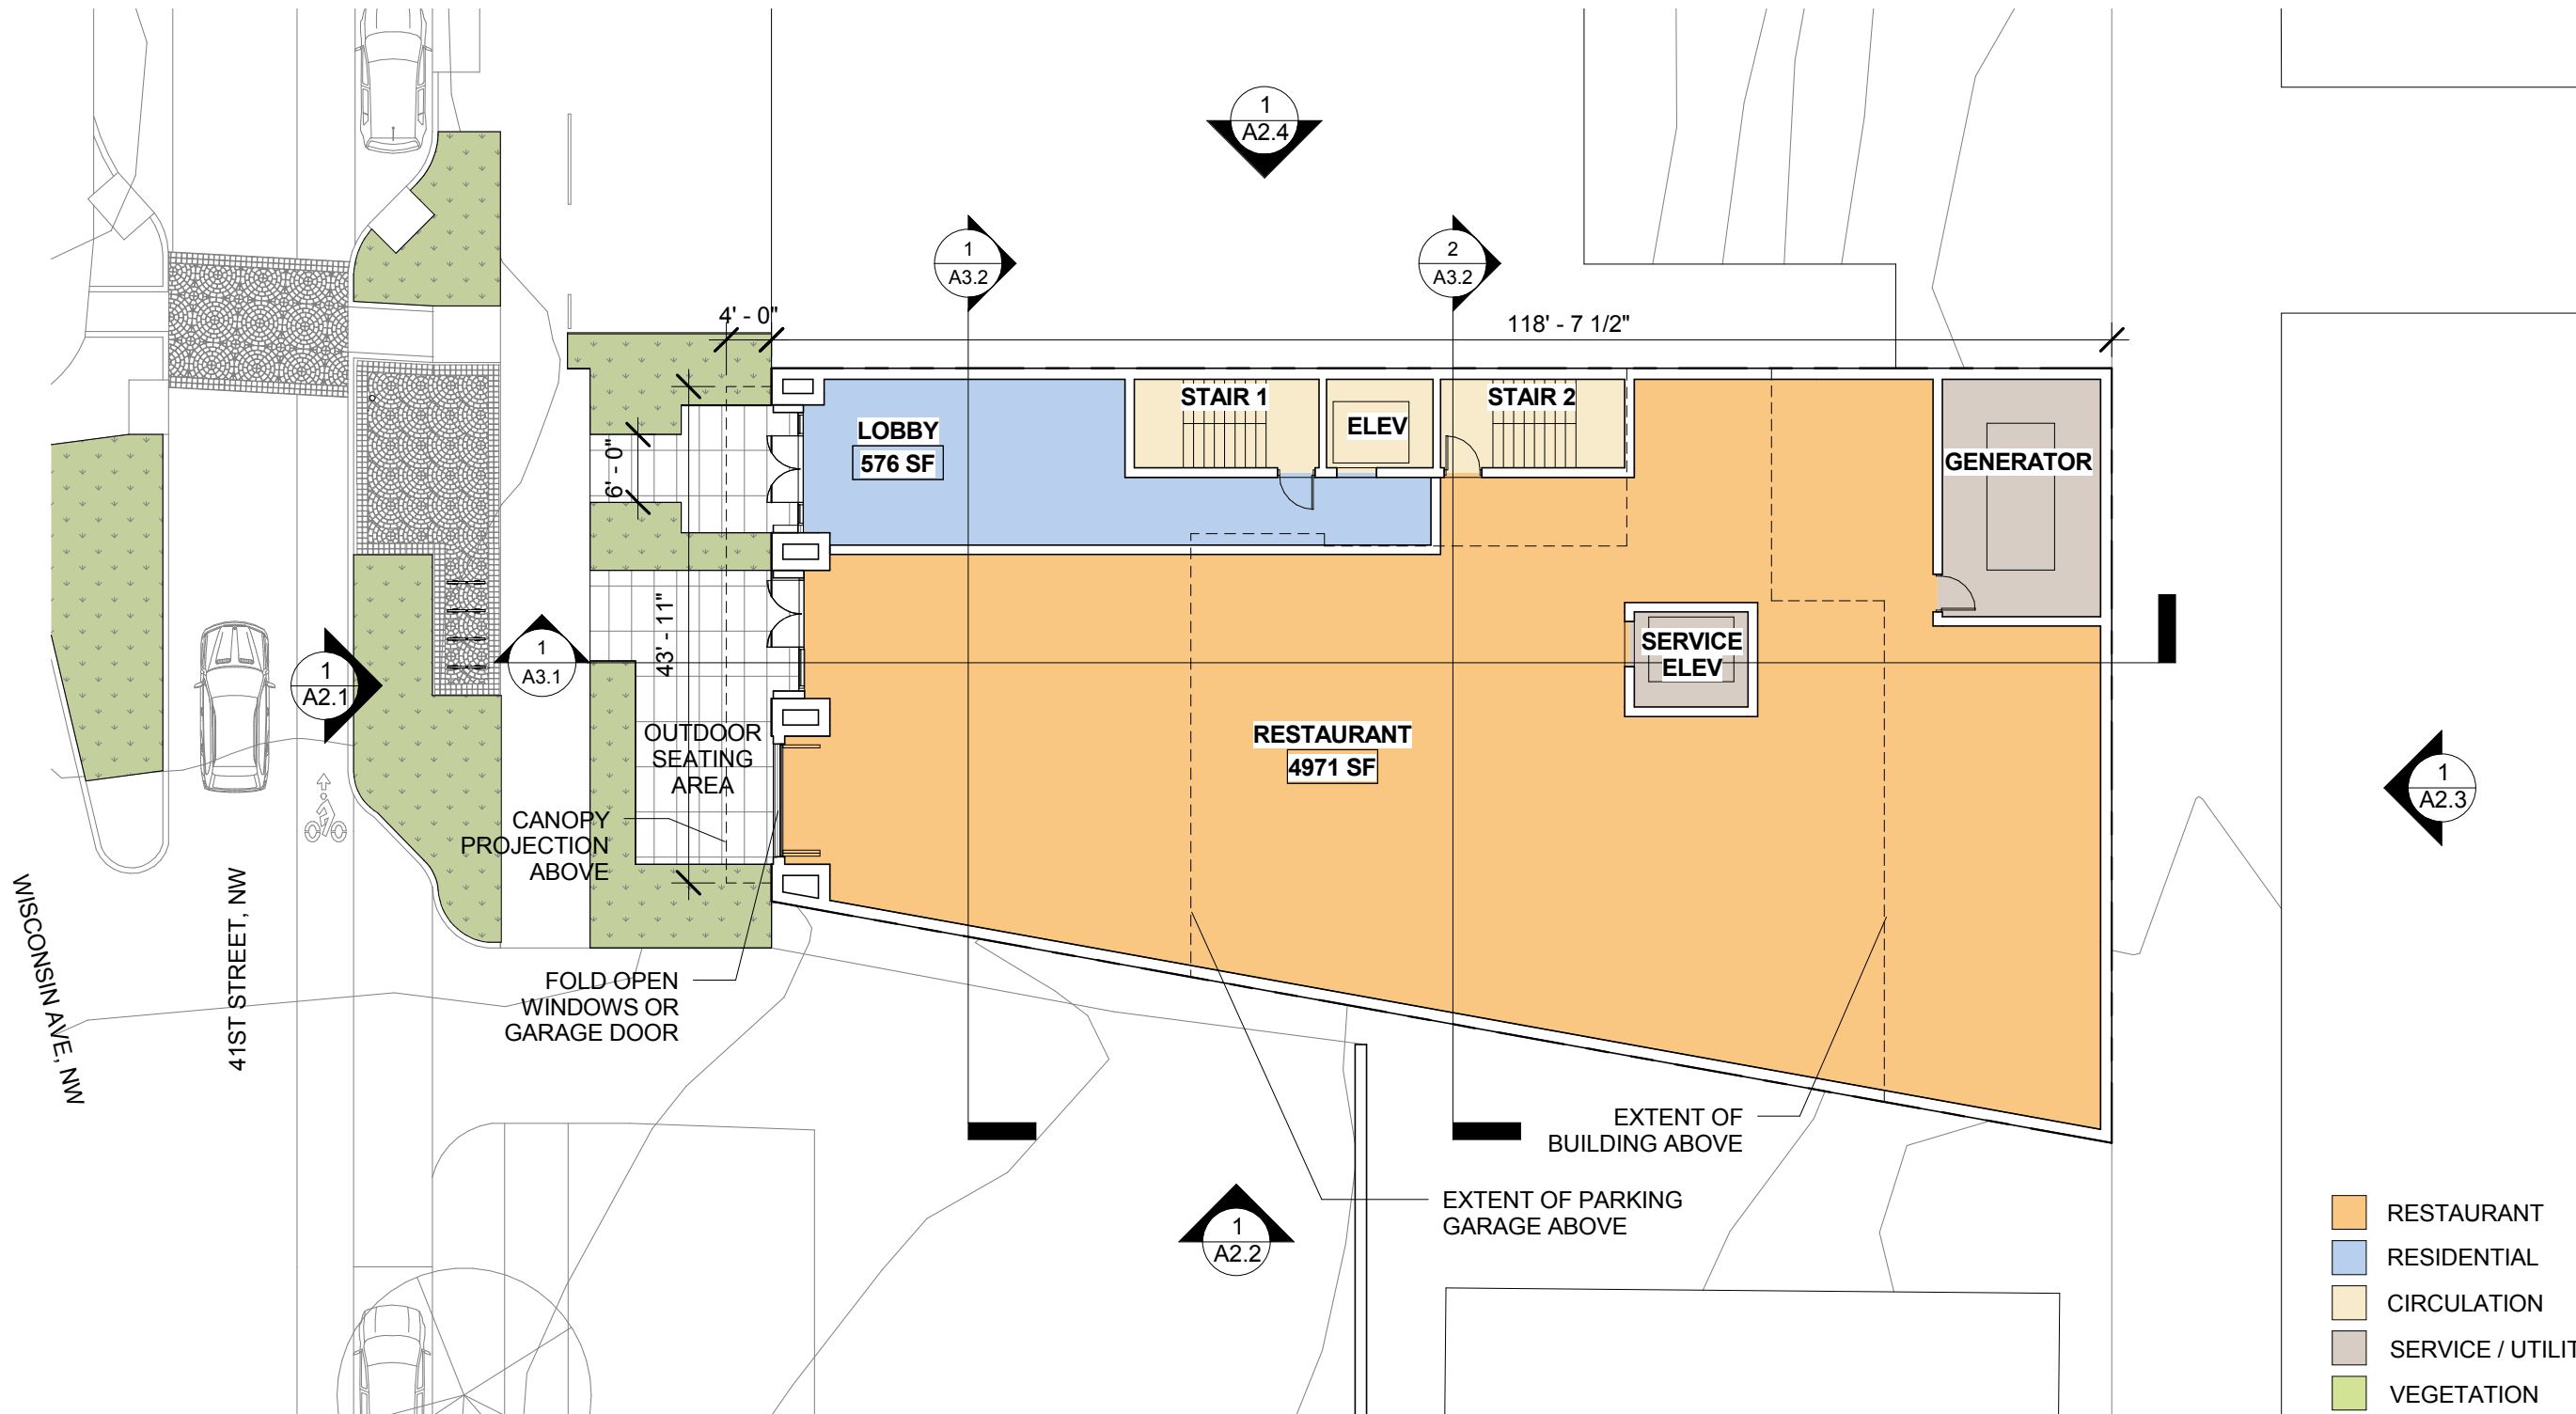 1
A2.4
1
A3.2
2
A3.2
4' - 0"
118' - 7 1/2"
STAIR 1
ELEV
STAIR 2
LOBBY
576 SF
GENERATOR
6' - 0"
43' - 11"
1
A3.1
1
A2.1
SERVICE
ELEV
OUTDOOR
SEATING
AREA
RESTAURANT
4971 SF
1
A2.3
CANOPY
PROJECTION
ABOVE
WISCONSIN AVE, NW
41ST STREET, NW
FOLD OPEN
WINDOWS OR
GARAGE DOOR
EXTENT OF
BUILDING ABOVE
EXTENT OF PARKING
GARAGE ABOVE
1
A2.2
RESTAURANT
RESIDENTIAL
CIRCULATION
SERVICE / UTILIT
VEGETATION